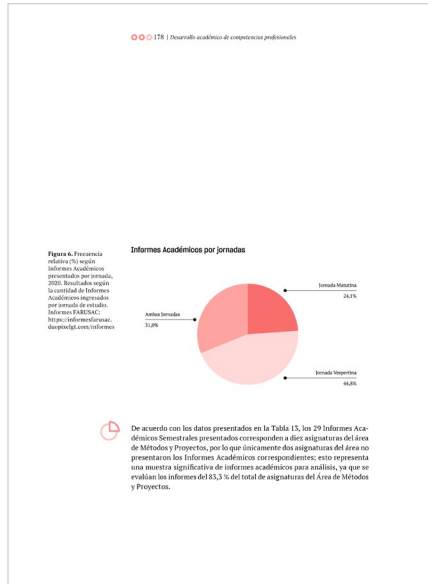 178 | Desarrollo académico de competencias profesionales
Figura 6. Frecuencia
relativa (%) según
Informes Académicos
presentados por jornada,
2020. Resultados según
la cantidad de Informes
Académicos ingresados
por jornada de estudio.
Informes FARUSAC:
https://informesfarusac.
duopixelgt.com/informes
Informes Académicos por jornadas
Jornada Matutina
24,1%
Ambas Jornadas
31,0%
Jornada Vespertina
44,8%
De acuerdo con los datos presentados en la Tabla 13, los 29 Informes Aca-
démicos Semestrales presentados corresponden a diez asignaturas del área
de Métodos y Proyectos, por lo que únicamente dos asignaturas del área no
presentaron los Informes Académicos correspondientes; esto representa
una muestra significativa de informes académicos para análisis, ya que se
evalúan los informes del 83,3 % del total de asignaturas del Área de Métodos
y Proyectos.